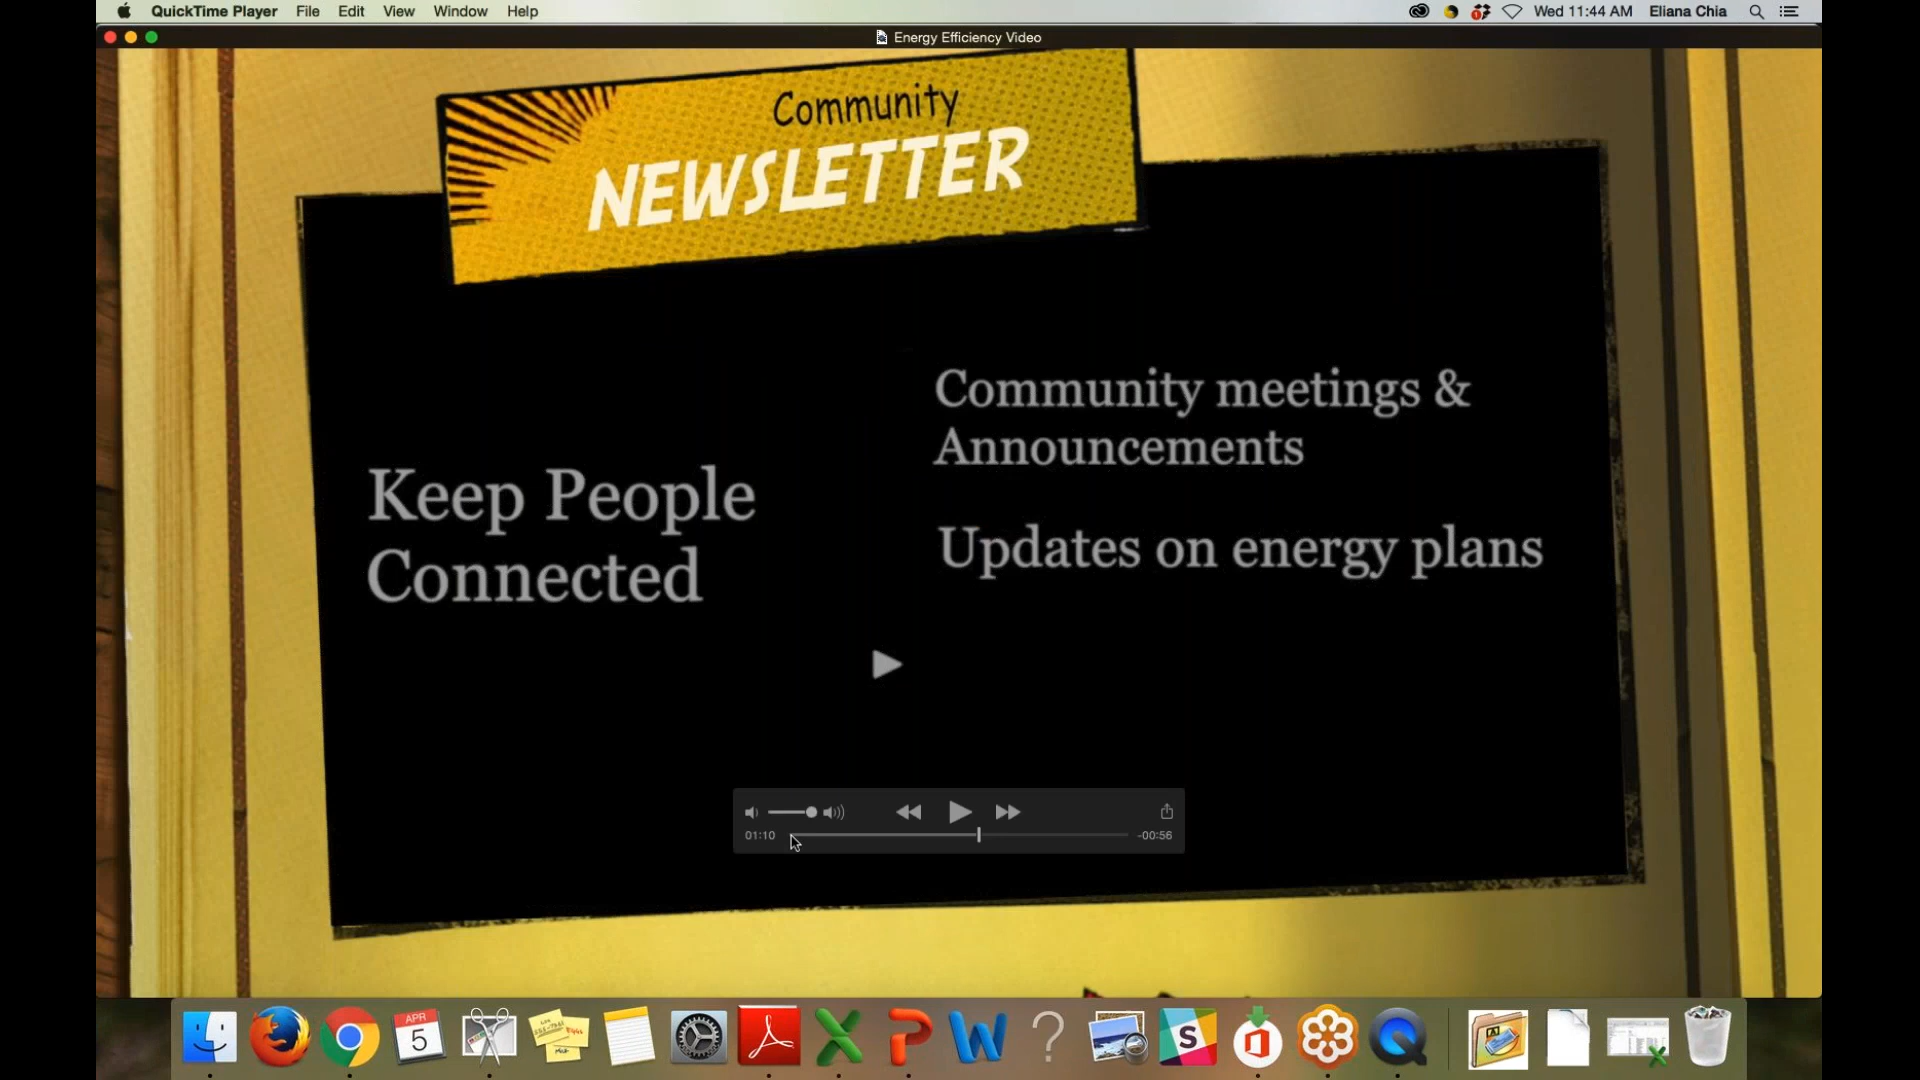 QuickTime Player File Edit View Window Help Wed 11:44 AM Eliana Chia
Energy Efficiency Video
Community
NEWSLETTER
Community meetings &
Announcements
Keep People
Connected
Updates on energy plans
01:10 -00:56
APR
5